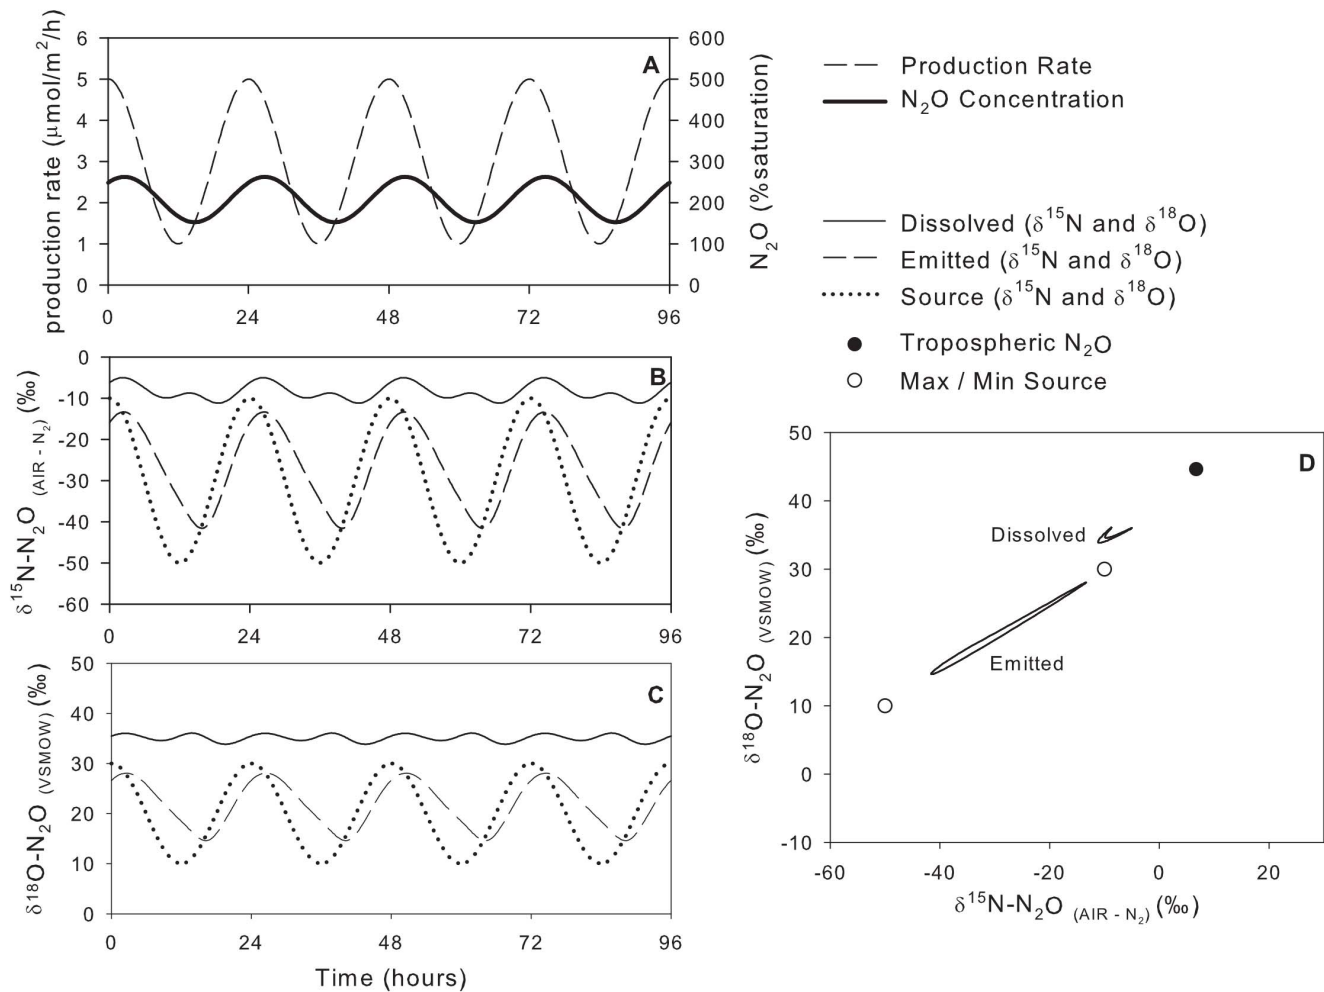 A
production rate (μmol/m²/h)
6
5
4
3
2
1
0
600
500
400
300
200
100
0
N₂O (%saturation)
0 24 48 72 96
Production Rate
N₂O Concentration
B
δ¹⁵N-N₂O (AIR - N₂) (‰)
0
-10
-20
-30
-40
-50
-60
0 24 48 72 96
Dissolved (δ¹⁵N and δ¹⁸O)
Emitted (δ¹⁵N and δ¹⁸O)
Source (δ¹⁵N and δ¹⁸O)
Tropospheric N₂O
Max / Min Source
C
δ¹⁸O-N₂O (VSMOW) (‰)
50
40
30
20
10
0
0 24 48 72 96
Time (hours)
D
δ¹⁸O-N₂O (VSMOW) (‰)
50
40
30
20
10
0
-10
Dissolved
Emitted
-60 -40 -20 0 20
δ¹⁵N-N₂O (AIR - N₂) (‰)